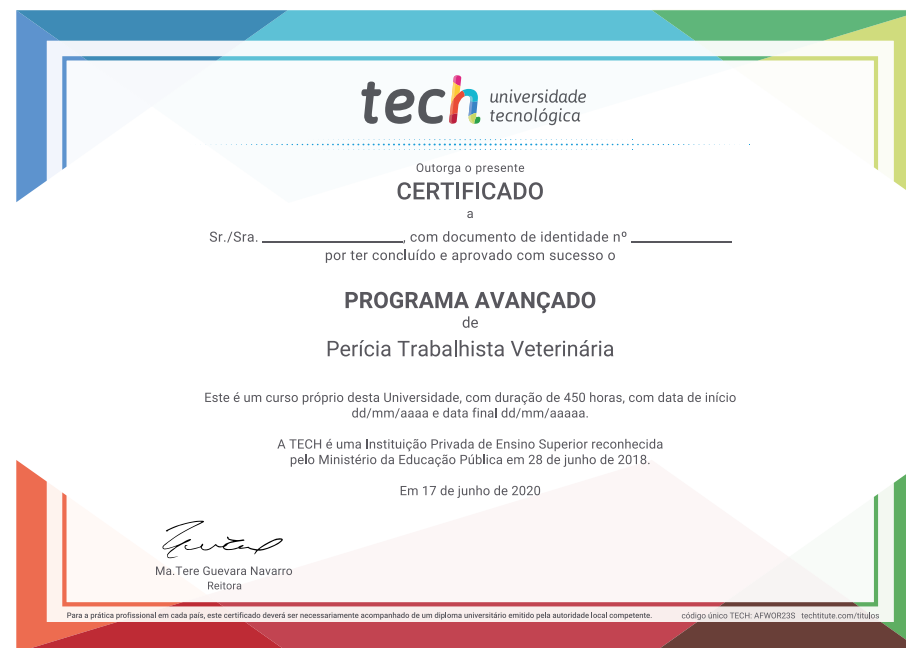 tech universidade
tecnológica
Outorga o presente
CERTIFICADO
a
Sr./Sra. ____________, com documento de identidade nº _________
por ter concluído e aprovado com sucesso o
PROGRAMA AVANÇADO
de
Perícia Trabalhista Veterinária
Este é um curso próprio desta Universidade, com duração de 450 horas, com data de início
dd/mm/aaaa e data final dd/mm/aaaaa.
A TECH é uma Instituição Privada de Ensino Superior reconhecida
pelo Ministério da Educação Pública em 28 de junho de 2018.
Em 17 de junho de 2020
Ma.Tere Guevara Navarro
Reitora
Para a prática profissional em cada país, este certificado deverá ser necessariamente acompanhado de um diploma universitário emitido pela autoridade local competente. código único TECH: AFWOR23S techtitute.com/titulos